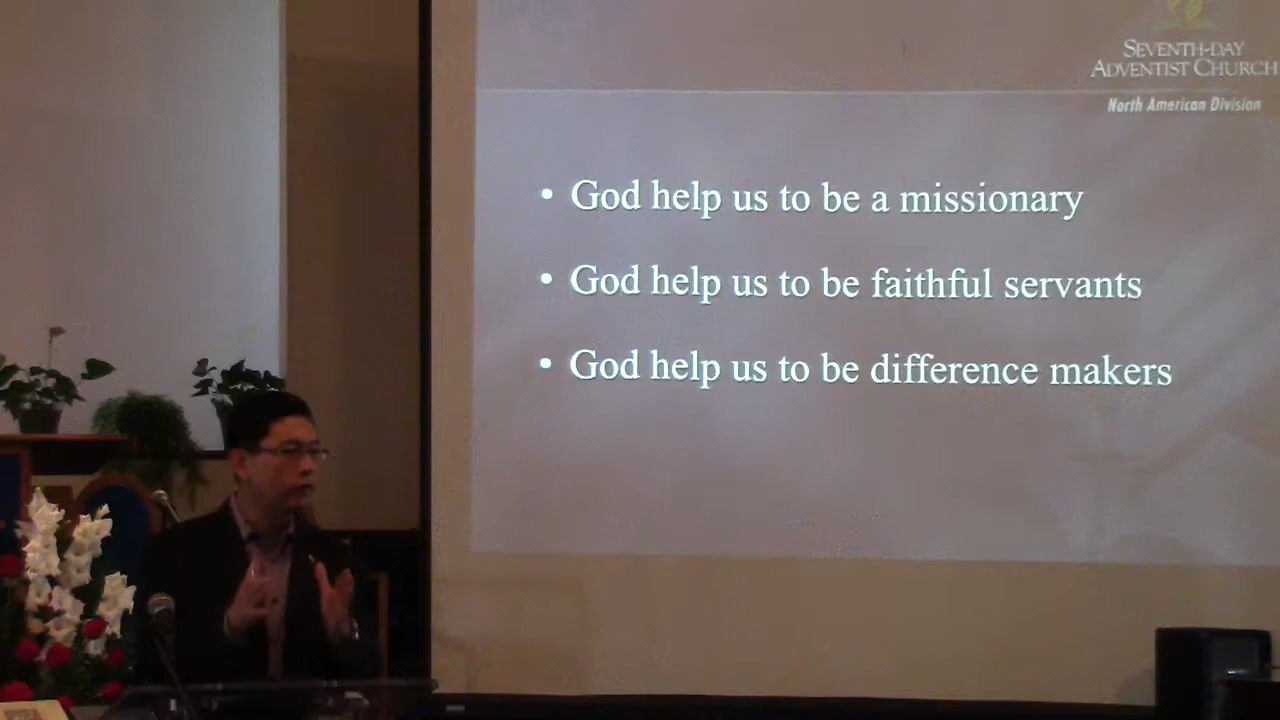 SEVENTH-DAY
ADVENTIST CHURCH
North American Division
• God help us to be a missionary
• God help us to be faithful servants
• God help us to be difference makers